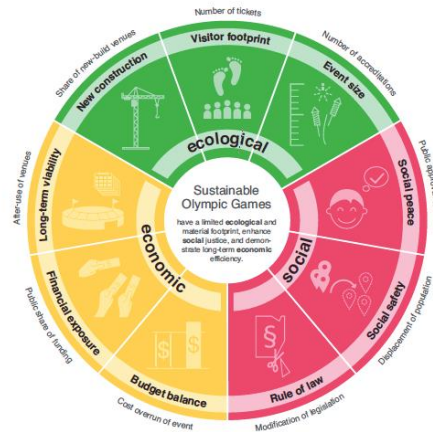 Number of tickets
Share of new-build venues
Number of accreditations
Visitor footprint
New construction
Event size
ecological
After-use of venues
Long-term viability
Public
Social peace
Sustainable
Olympic Games
have a limited ecological and
material footprint, enhance
social justice, and demon-
strate long-term economic
efficiency.
economic
social
Public share of funding
Financial exposure
Social safety
Displacement of population
$ $
§
Budget balance
Rule of law
Cost overrun of event
Modification of legislation